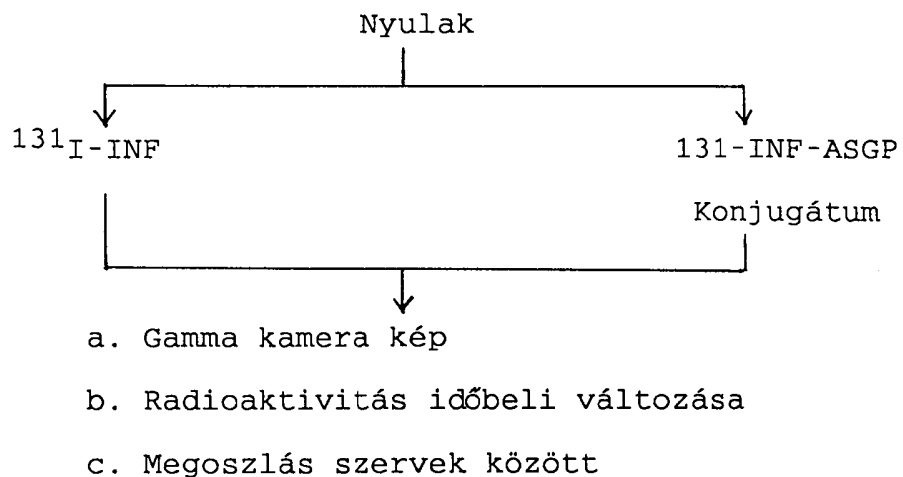 Nyulak
¹³¹I-INF
131-INF-ASGP
Konjugátum
a. Gamma kamera kép
b. Radioaktivitás időbeli változása
c. Megoszlás szervek között